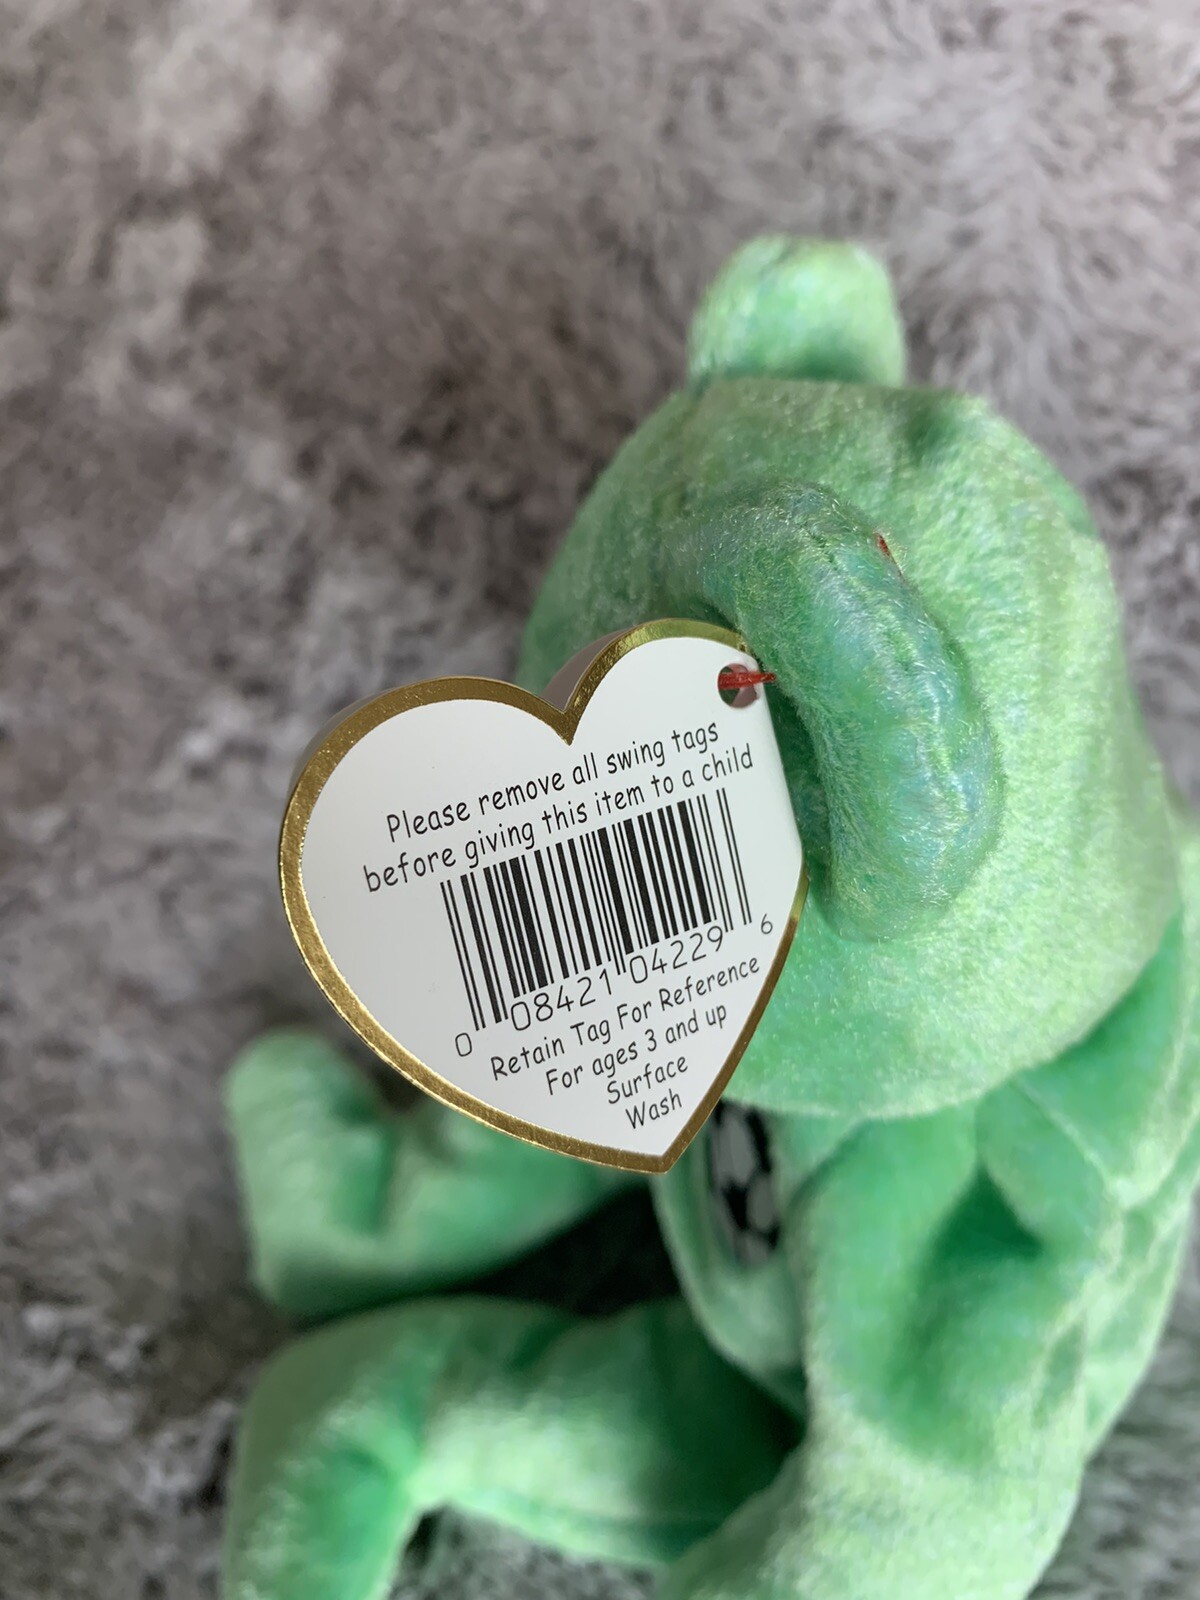 Please remove all swing tags
before giving this item to a child
0 08421 04229 6
Retain Tag For Reference
For ages 3 and up
Surface
Wash